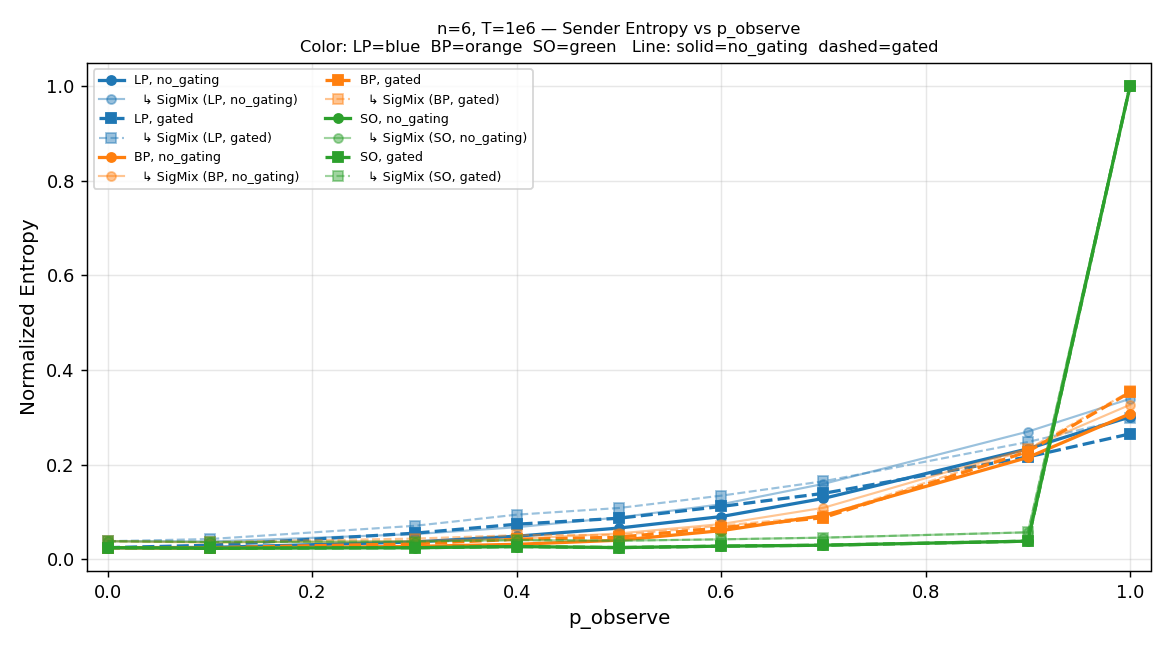 n=6, T=1e6 — Sender Entropy vs p_observe
Color: LP=blue  BP=orange  SO=green   Line: solid=no_gating  dashed=gated
LP, no_gating
↳ SigMix (LP, no_gating)
LP, gated
↳ SigMix (LP, gated)
BP, no_gating
↳ SigMix (BP, no_gating)
BP, gated
↳ SigMix (BP, gated)
SO, no_gating
↳ SigMix (SO, no_gating)
SO, gated
↳ SigMix (SO, gated)
Normalized Entropy
1.0
0.8
0.6
0.4
0.2
0.0
0.0
0.2
0.4
0.6
0.8
1.0
p_observe